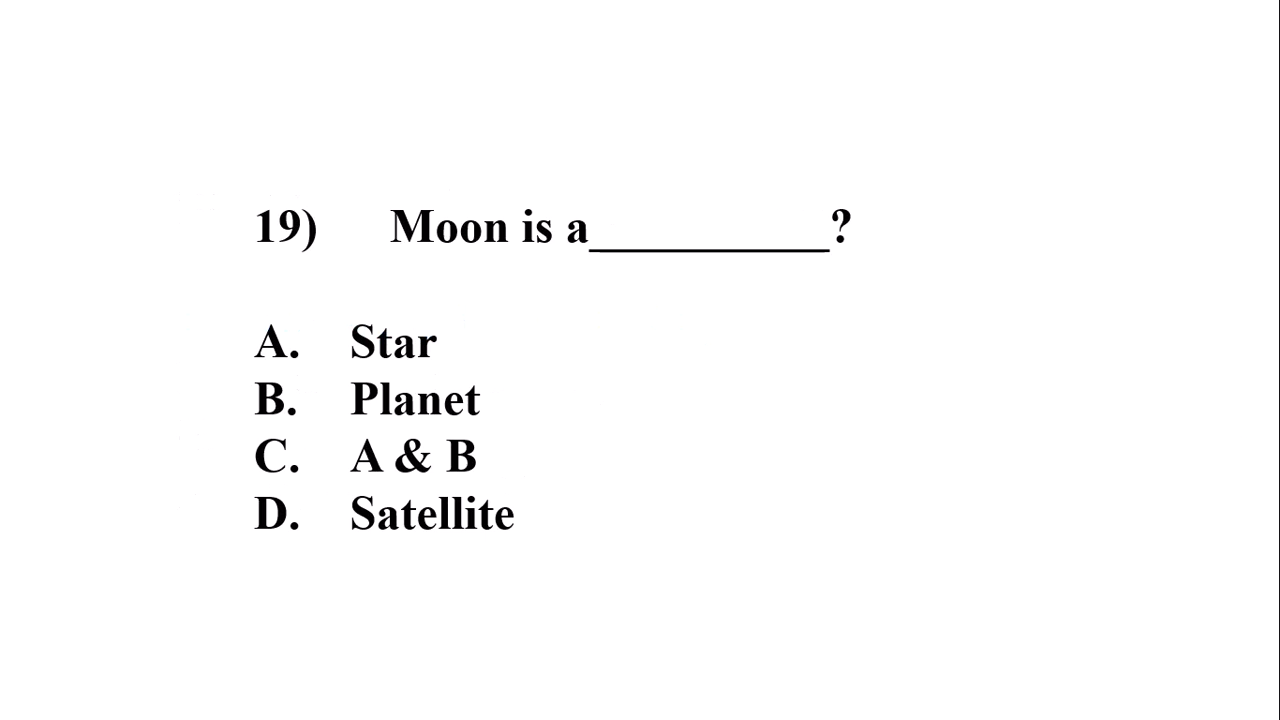 19) Moon is a__________?
A. Star
B. Planet
C. A & B
D. Satellite